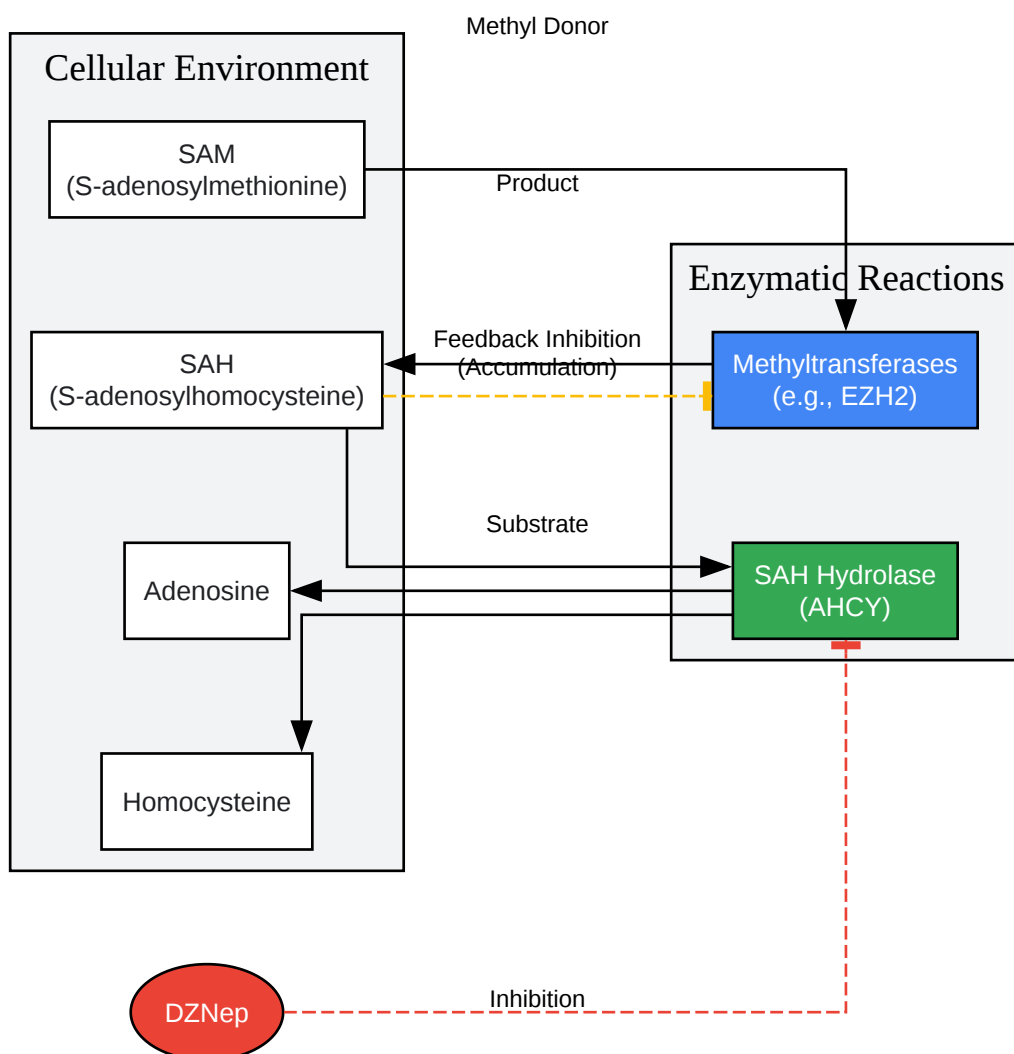 Methyl Donor
Cellular Environment
SAM
(S-adenosylmethionine)
Product
Enzymatic Reactions
Feedback Inhibition
(Accumulation)
SAH
(S-adenosylhomocysteine)
Methyltransferases
(e.g., EZH2)
Substrate
Adenosine
SAH Hydrolase
(AHCY)
Homocysteine
DZNep
Inhibition